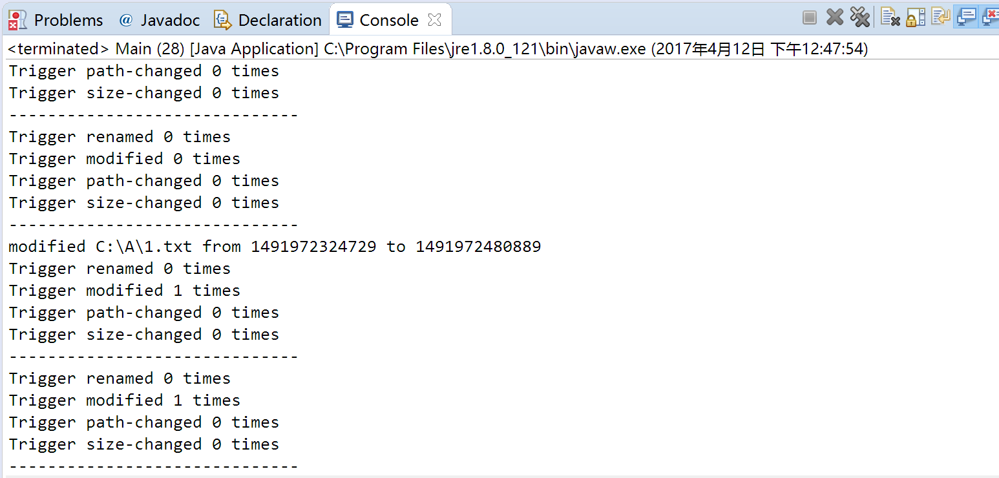 Problems @ Javadoc Declaration Console
<terminated> Main (28) [Java Application] C:\Program Files\jre1.8.0_121\bin\javaw.exe (2017年4月12日 下午12:47:54)
Trigger path-changed 0 times
Trigger size-changed 0 times
------------------------------
Trigger renamed 0 times
Trigger modified 0 times
Trigger path-changed 0 times
Trigger size-changed 0 times
------------------------------
modified C:\A\1.txt from 1491972324729 to 1491972480889
Trigger renamed 0 times
Trigger modified 1 times
Trigger path-changed 0 times
Trigger size-changed 0 times
------------------------------
Trigger renamed 0 times
Trigger modified 1 times
Trigger path-changed 0 times
Trigger size-changed 0 times
------------------------------